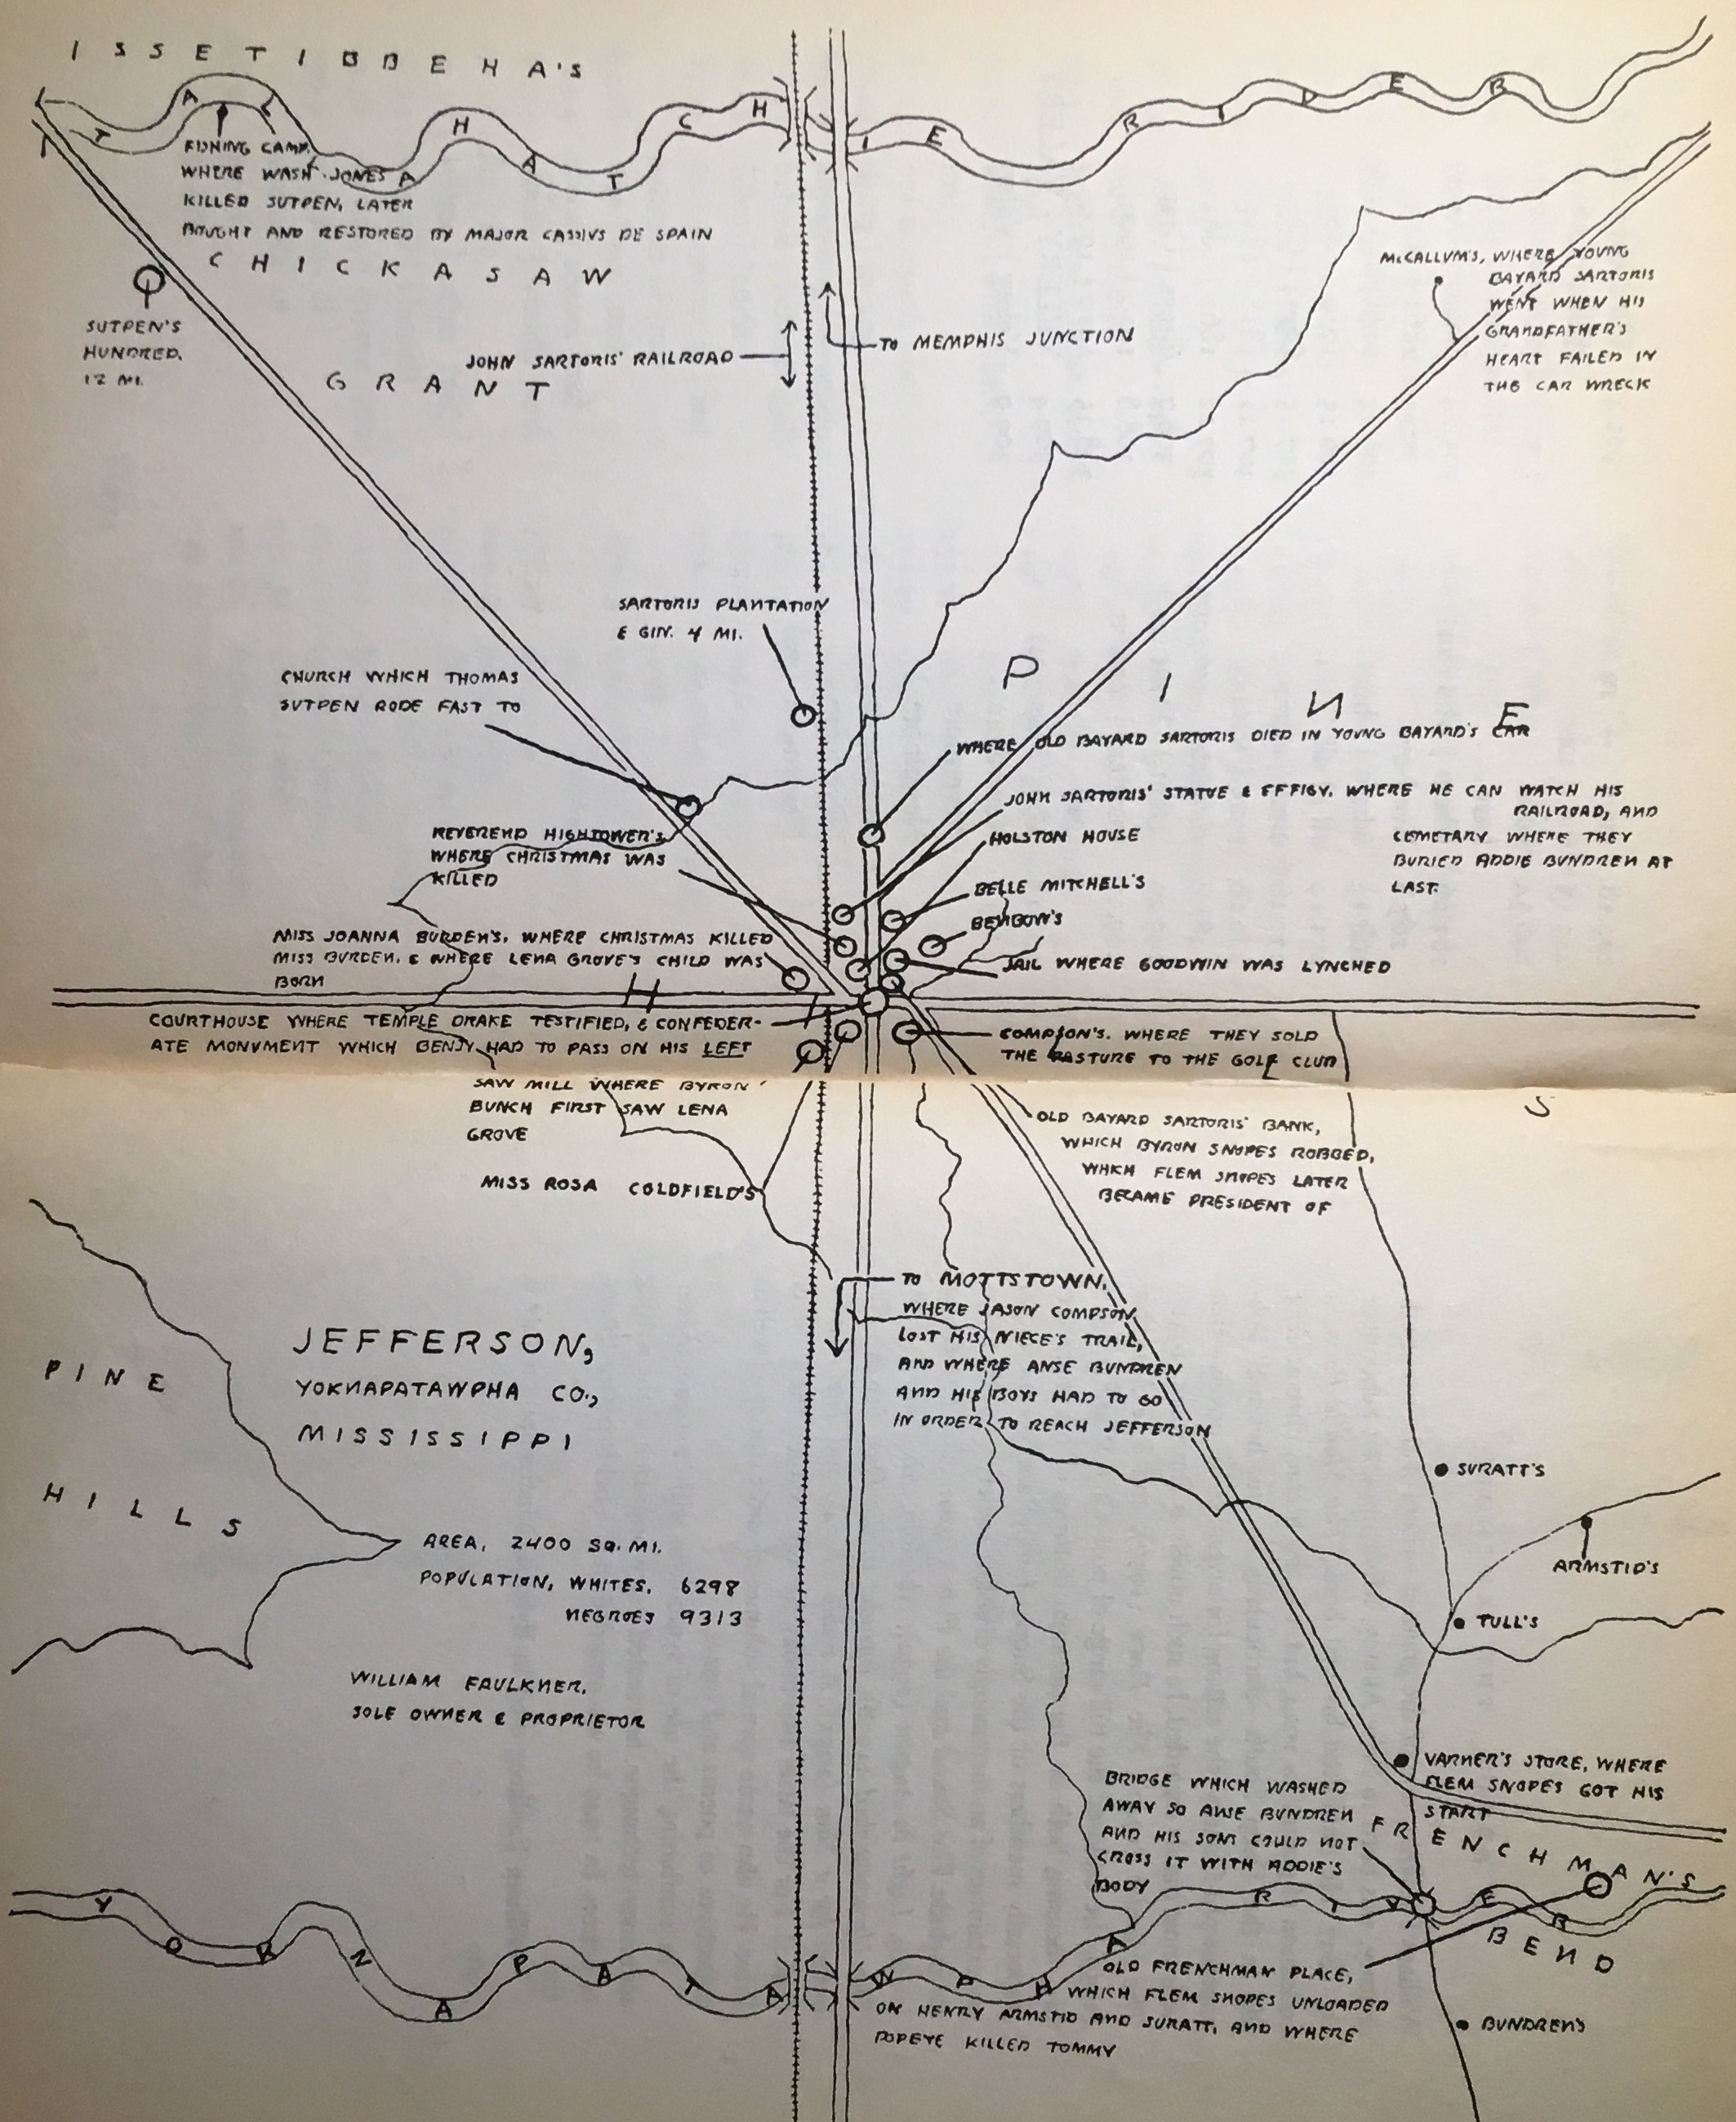 ISSETIBBEHA'S
TALLAHATCHIE RIVER
FISHING CAMP,
WHERE WASH JONES
KILLED SUTPEN, LATER
BOUGHT AND RESTORED BY MAJOR CASSIUS DE SPAIN
CHICKASAW
GRANT
SUTPEN'S
HUNDRED,
12 MI.
JOHN SARTORIS' RAILROAD
TO MEMPHIS JUNCTION
McCALLUM'S, WHERE YOUNG
BAYARD SARTORIS
WENT WHEN HIS
GRANDFATHER'S
HEART FAILED IN
THE CAR WRECK
SARTORIS PLANTATION
& GIN. 4 MI.
CHURCH WHICH THOMAS
SUTPEN RODE FAST TO
PINE
WHERE OLD BAYARD SARTORIS DIED IN YOUNG BAYARD'S CAR
JOHN SARTORIS' STATUE & EFFIGY, WHERE HE CAN WATCH HIS
RAILROAD, AND
CEMETARY WHERE THEY
BURIED ADDIE BUNDREN AT
LAST.
REVEREND HIGHTOWER'S,
WHERE CHRISTMAS WAS
KILLED
HOLSTON HOUSE
BELLE MITCHELL'S
BENBOW'S
MISS JOANNA BURDEN'S, WHERE CHRISTMAS KILLED
MISS BURDEN, & WHERE LENA GROVE'S CHILD WAS
BORN
JAIL WHERE GOODWIN WAS LYNCHED
H
I
COURTHOUSE WHERE TEMPLE DRAKE TESTIFIED, & CONFEDER-
ATE MONUMENT WHICH BENJY HAD TO PASS ON HIS LEFT
COMPSON'S, WHERE THEY SOLD
THE PASTURE TO THE GOLF CLUB
S
SAW MILL WHERE BYRON
BUNCH FIRST SAW LENA
GROVE
MISS ROSA COLDFIELD'S
OLD BAYARD SARTORIS' BANK,
WHICH BYRON SNOPES ROBBED,
WHICH FLEM SNOPES LATER
BECAME PRESIDENT OF
TO MOTTSTOWN,
WHERE JASON COMPSON
LOST HIS NIECE'S TRAIL,
AND WHERE ANSE BUNDREN
AND HIS BOYS HAD TO GO
IN ORDER TO REACH JEFFERSON
JEFFERSON,
YOKNAPATAWPHA CO.,
MISSISSIPPI
PINE
HILLS
AREA, 2400 SQ. MI.
POPULATION, WHITES, 6298
NEGROES 9313
WILLIAM FAULKNER,
SOLE OWNER & PROPRIETOR
SURATT'S
ARMSTID'S
TULL'S
VARNER'S STORE, WHERE
FLEM SNOPES GOT HIS
START
BRIDGE WHICH WASHED
AWAY SO ANSE BUNDREN
AND HIS SONS COULD NOT
CROSS IT WITH ADDIE'S
BODY
FRENCHMAN'S
BEND
YOKNAPATAWPHA RIVER
OLD FRENCHMAN PLACE,
WHICH FLEM SNOPES UNLOADED
ON HENRY ARMSTID AND SURATT, AND WHERE
POPEYE KILLED TOMMY
BUNDREN'S